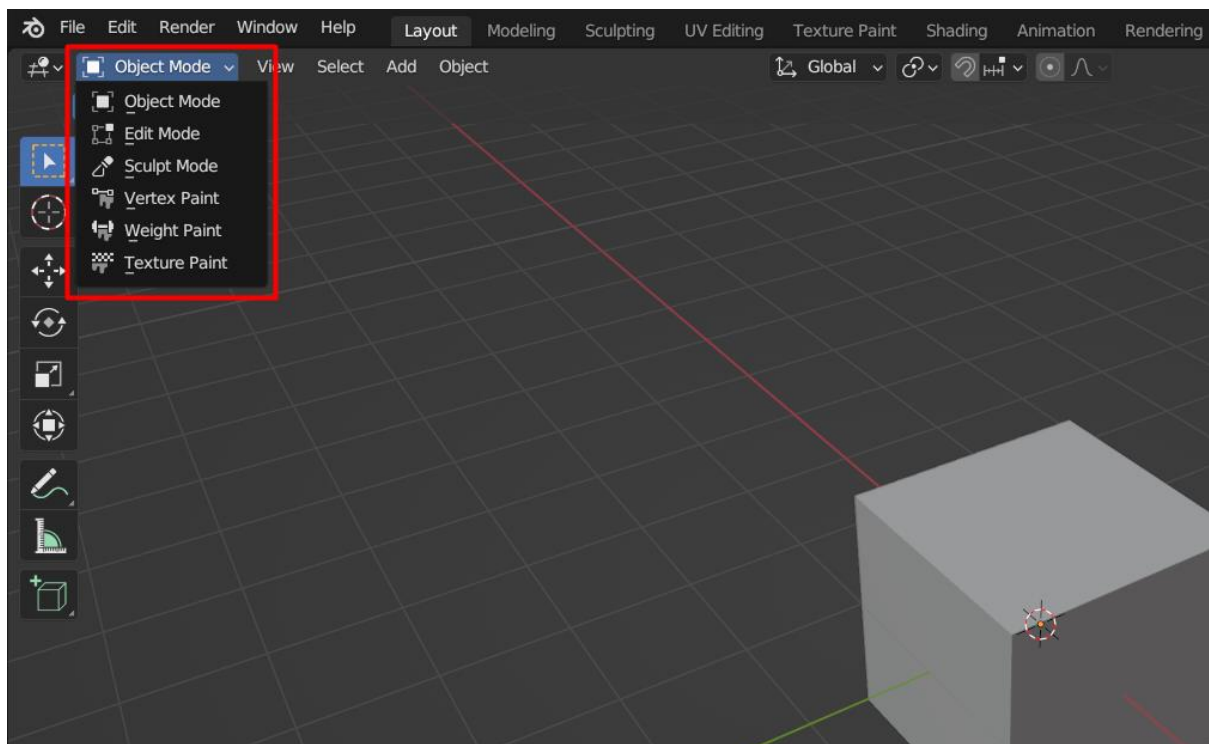 File Edit Render Window Help Layout Modeling Sculpting UV Editing Texture Paint Shading Animation Rendering
Object Mode View Select Add Object Global
Object Mode
Edit Mode
Sculpt Mode
Vertex Paint
Weight Paint
Texture Paint